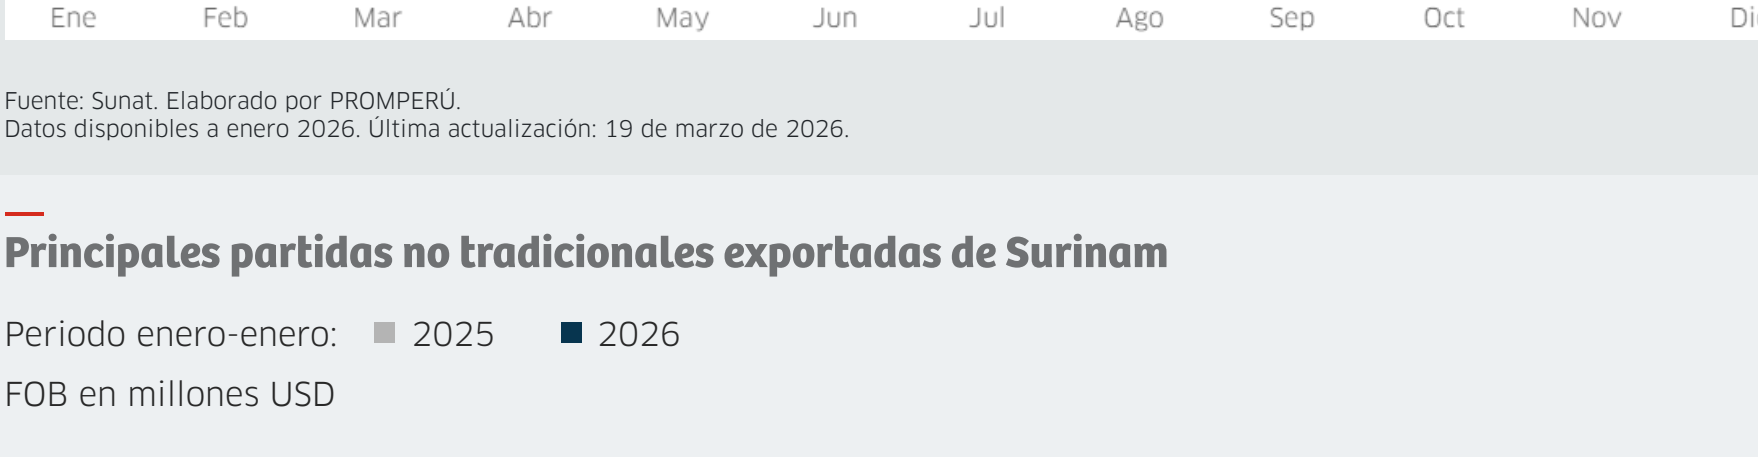 Ene Feb Mar Abr May Jun Jul Ago Sep Oct Nov
Fuente: Sunat. Elaborado por PROMPERÚ.
Datos disponibles a enero 2026. Última actualización: 19 de marzo de 2026.
Principales partidas no tradicionales exportadas de Surinam
Periodo enero-enero: 2025 2026
FOB en millones USD